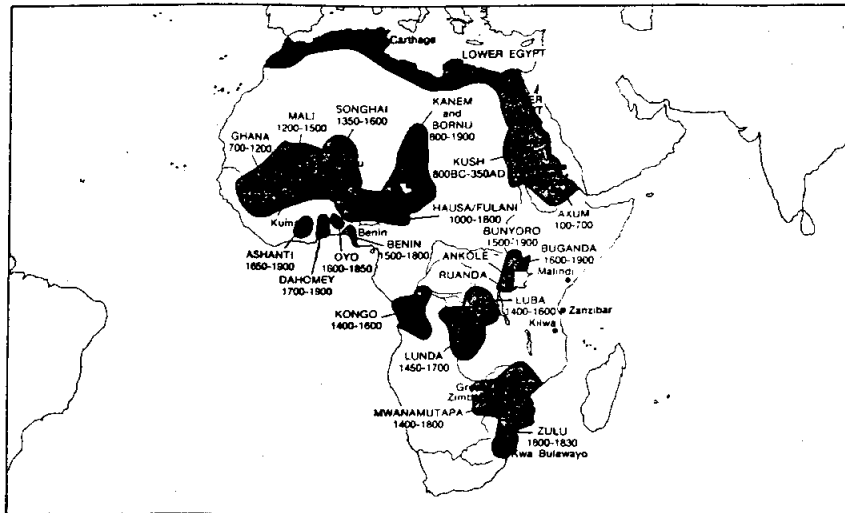 Carthage
LOWER EGYPT
KANEM
and
BORNU
800-1900
SONGHAI
1350-1600
MALI
1200-1500
GHANA
700-1200
KUSH
800BC-350AD
AXUM
100-700
HAUSA/FULANI
1000-1800
BUNYORO
1500-1900
Benin
BENIN
1500-1800
OYO
1600-1850
ASHANTI
1650-1900
DAHOMEY
1700-1900
BUGANDA
1600-1900
ANKOLE
Malindi
RUANDA
LUBA
1400-1600
Zanzibar
Kilwa
KONGO
1400-1600
LUNDA
1450-1700
Zimb
MWANAMUTAPA
1400-1800
ZULU
1800-1830
Kwa Bulawayo